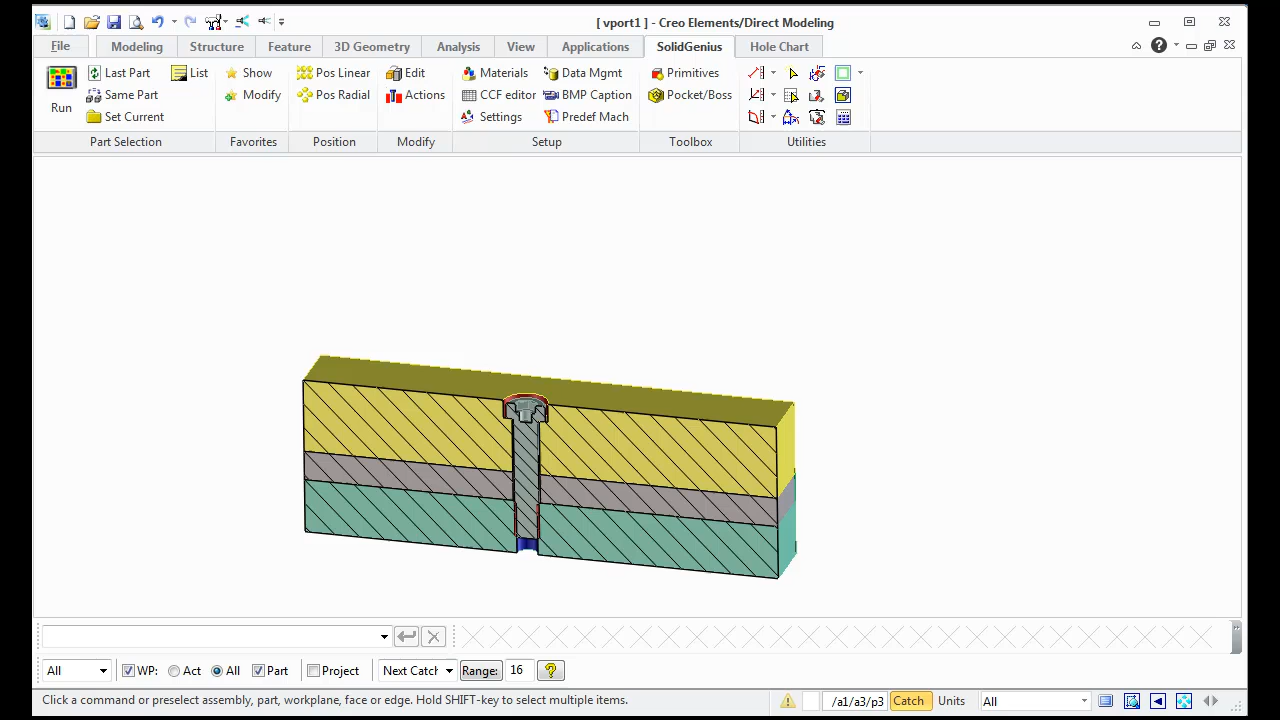 [ vport1 ] - Creo Elements/Direct Modeling
File Modeling Structure Feature 3D Geometry Analysis View Applications SolidGenius Hole Chart
Last Part List Show Pos Linear Edit Materials Data Mgmt Primitives
Run Same Part Modify Pos Radial Actions CCF editor BMP Caption Pocket/Boss
Set Current Settings Predef Mach
Part Selection Favorites Position Modify Setup Toolbox Utilities
All WP: Act All Part Project Next Catch Range: 16
Click a command or preselect assembly, part, workplane, face or edge. Hold SHIFT-key to select multiple items. /a1/a3/p3 Catch Units All